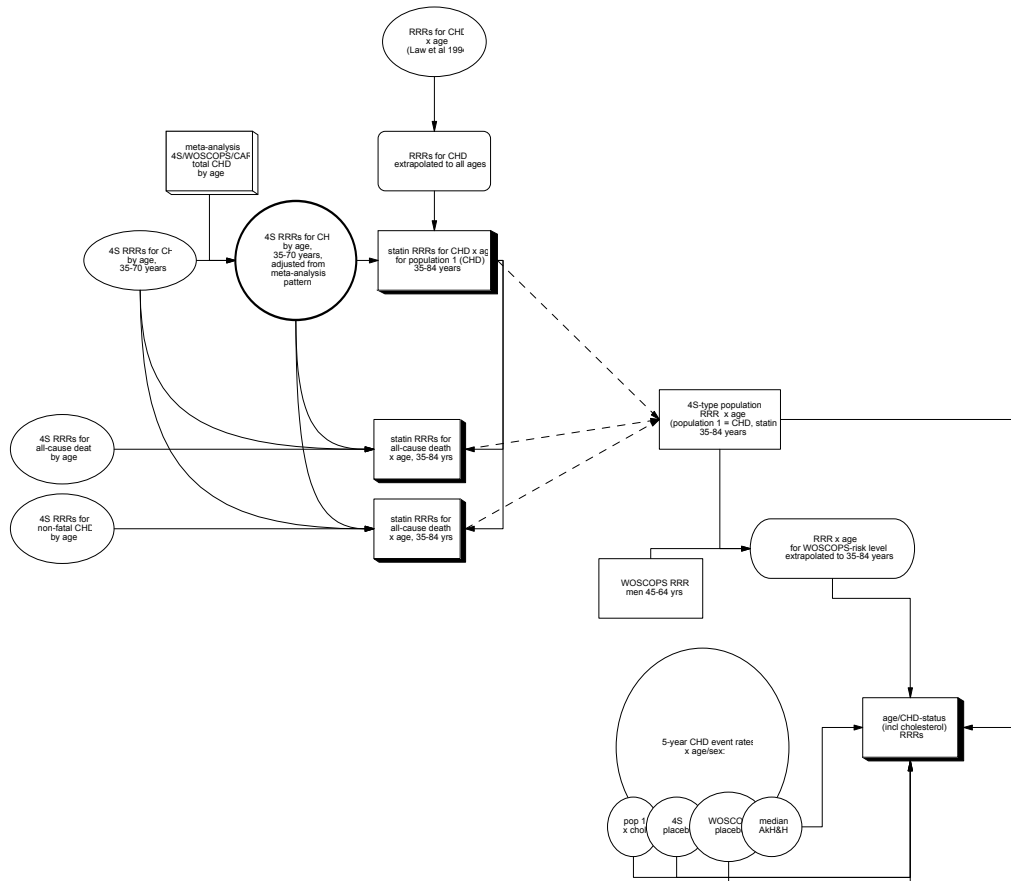 RRRs for CHD
x age
(Law et al 199
RRRs for CHD
extrapolated to all ages
meta-analysis
4S/WOSCOPS/CAR
total CHD
by age
4S RRRs for CH
by age,
35-70 years
4S RRRs for CH
by age,
35-70 years,
adjusted from
meta-analysis
pattern
statin RRRs for CHD x age
for population 1 (CHD)
35-84 years
4S RRRs for
all-cause deat
by age
statin RRRs for
all-cause death
x age, 35-84 yrs
4S-type population
RRR x age
(population 1 = CHD, statin
35-84 years
4S RRRs for
non-fatal CHD
by age
statin RRRs for
all-cause death
x age, 35-84 yrs
RRR x age
for WOSCOPS-risk level
extrapolated to 35-84 years
WOSCOPS RRR
men 45-64 yrs
age/CHD-status
(incl cholesterol)
RRRs
5-year CHD event rates
x age/sex:
pop 1
x chol
4S
placeb
WOSCO
placeb
median
AkH&H